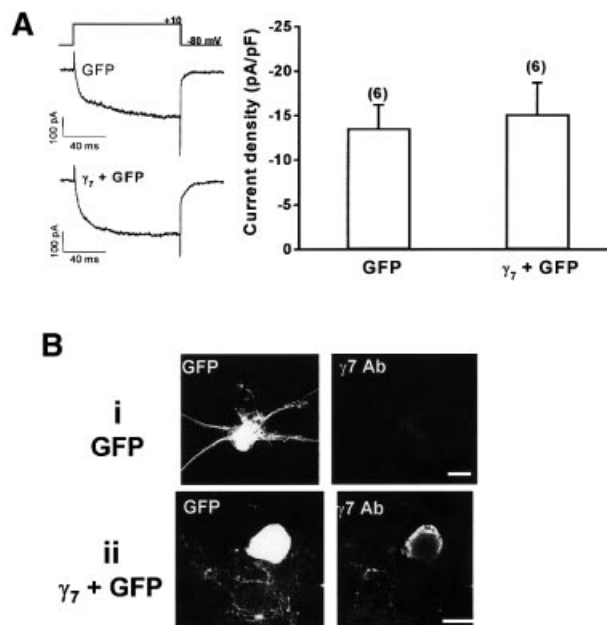 A
+10
-80 mV
GFP
100 pA
40 ms
γ7 + GFP
100 pA
40 ms
Current density (pA/pF)
-25
-20
-15
-10
-5
0
(6)
(6)
GFP
γ7 + GFP
B
i
GFP
GFP
γ7 Ab
ii
γ7 + GFP
GFP
γ7 Ab